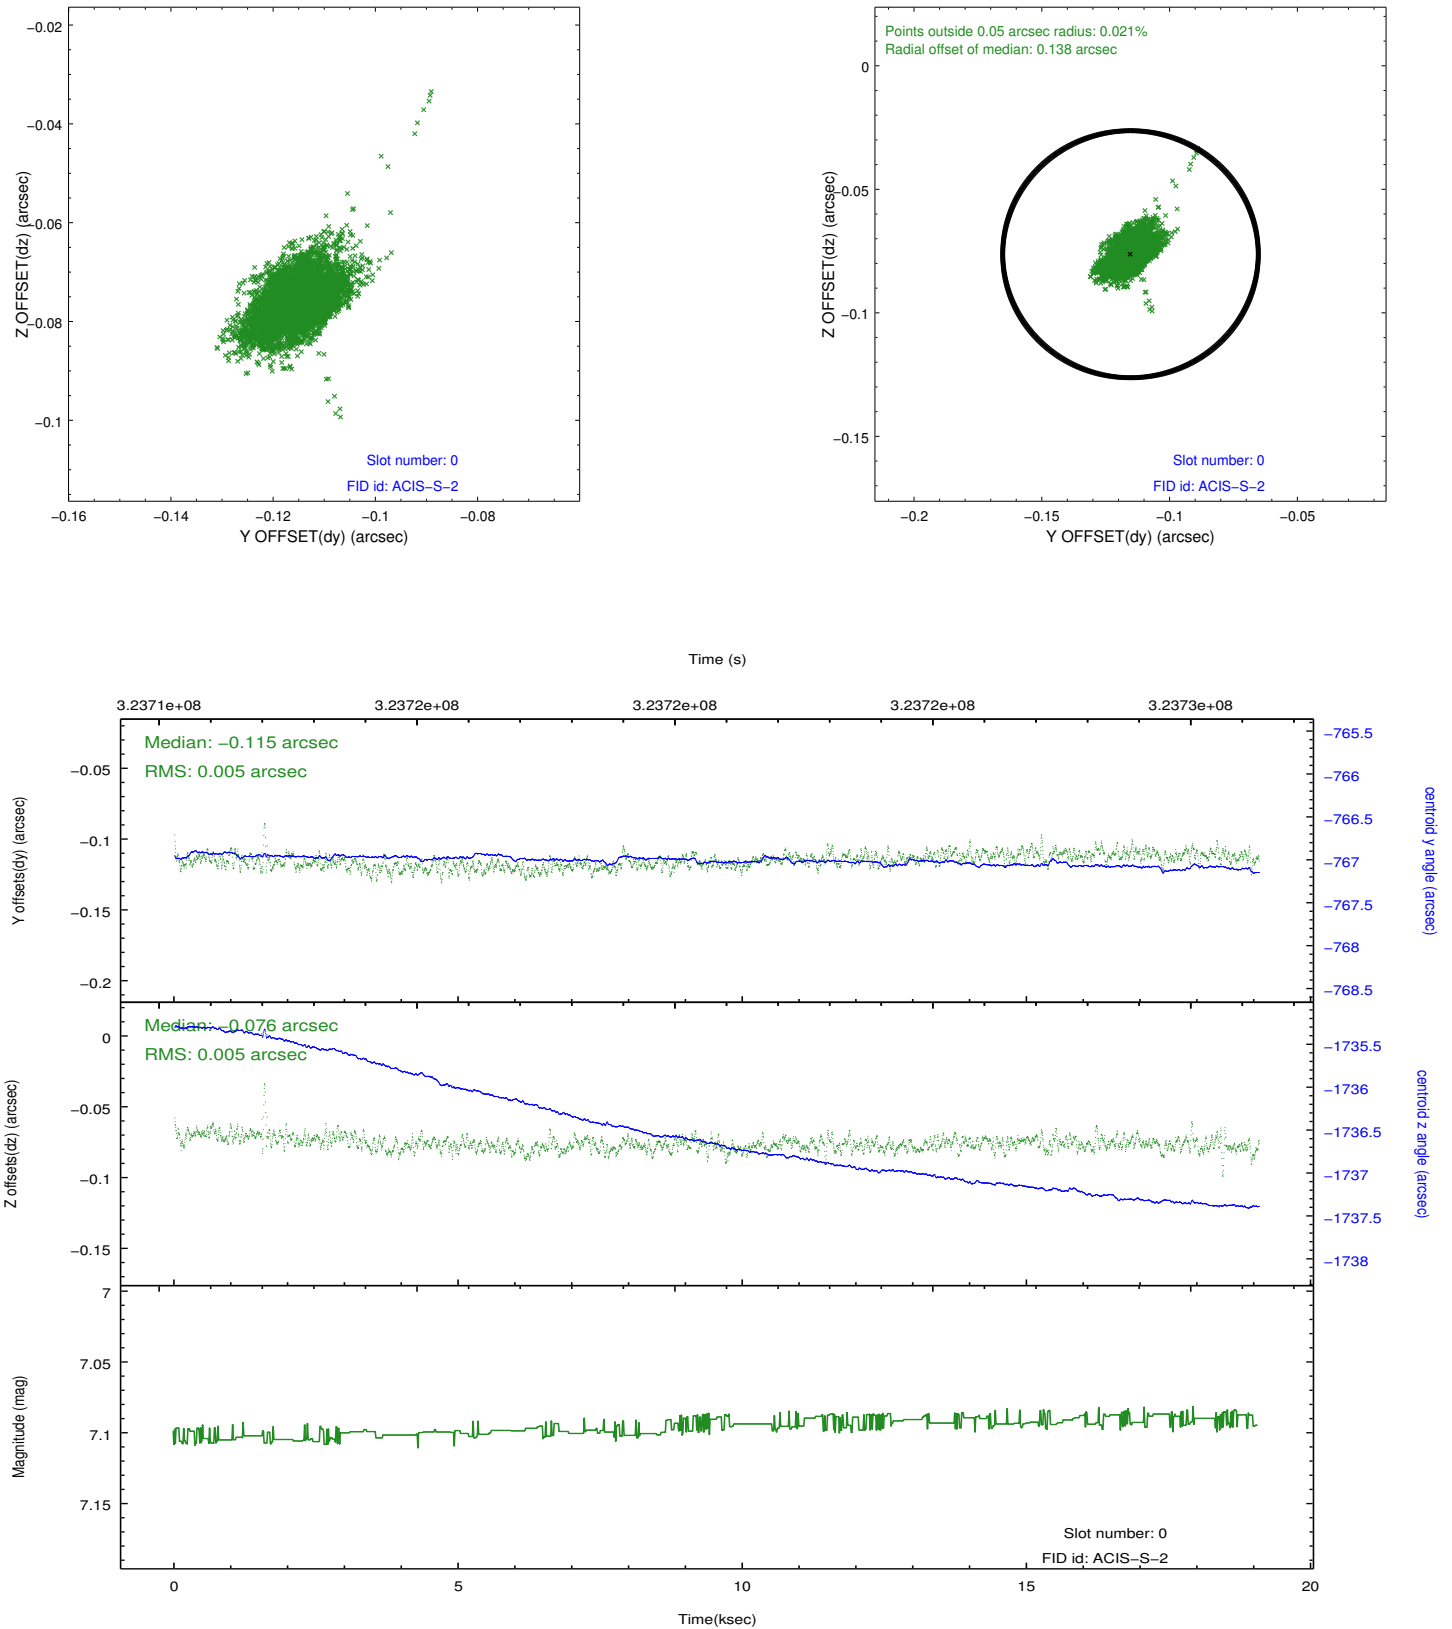 −0.02
−0.04
−0.06
−0.08
−0.1
Z OFFSET(dz) (arcsec)
Slot number: 0
FID id: ACIS−S−2
−0.16 −0.14 −0.12 −0.1 −0.08
Y OFFSET(dy) (arcsec)
Points outside 0.05 arcsec radius: 0.021%
Radial offset of median: 0.138 arcsec
0
−0.05
−0.1
−0.15
Z OFFSET(dz) (arcsec)
Slot number: 0
FID id: ACIS−S−2
−0.2 −0.15 −0.1 −0.05
Y OFFSET(dy) (arcsec)
Time (s)
3.2371e+08 3.2372e+08 3.2372e+08 3.2372e+08 3.2373e+08
Median: −0.115 arcsec
RMS: 0.005 arcsec
−0.05
−0.1
−0.15
−0.2
Y offsets(dy) (arcsec)
−765.5
−766
−766.5
−767
−767.5
−768
−768.5
centroid y angle (arcsec)
Median: −0.076 arcsec
RMS: 0.005 arcsec
0
−0.05
−0.1
−0.15
Z offsets(dz) (arcsec)
−1735.5
−1736
−1736.5
−1737
−1737.5
−1738
centroid z angle (arcsec)
7
7.05
7.1
7.15
Magnitude (mag)
Slot number: 0
FID id: ACIS−S−2
0 5 10 15 20
Time(ksec)